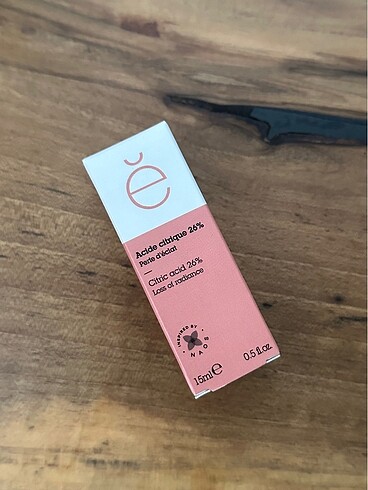 ĕ
Acide citrique 26%
Perte d'éclat
—
Citric acid 26%
Loss of radiance
INSPIRED BY
NAOS
15ml e 0.5 fl.oz.